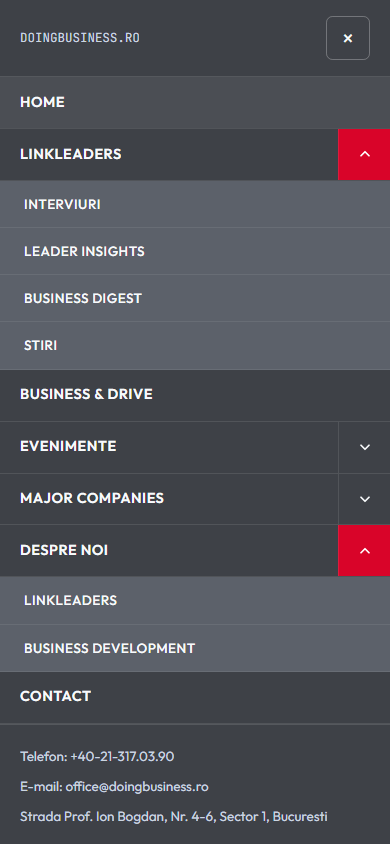 DOINGBUSINESS.RO
HOME
LINKLEADERS
INTERVIURI
LEADER INSIGHTS
BUSINESS DIGEST
STIRI
BUSINESS & DRIVE
EVENIMENTE
MAJOR COMPANIES
DESPRE NOI
LINKLEADERS
BUSINESS DEVELOPMENT
CONTACT
Telefon: +40-21-317.03.90
E-mail: office@doingbusiness.ro
Strada Prof. Ion Bogdan, Nr. 4-6, Sector 1, Bucuresti